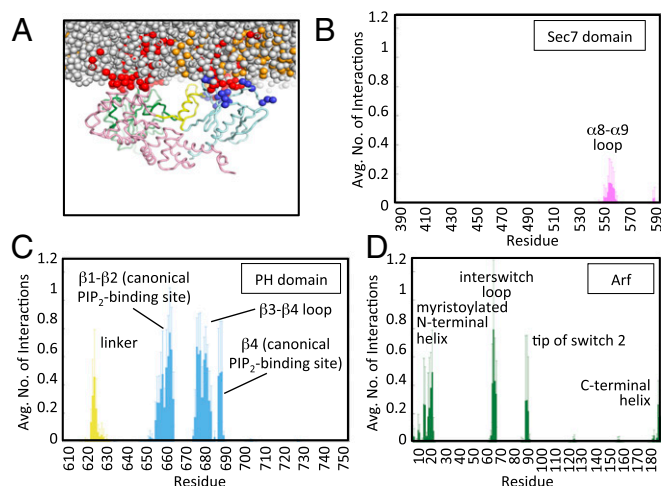 A
B
Sec7 domain
α8-α9
loop
Avg. No. of Interactions
1.2
1
0.8
0.6
0.4
0.2
0
390
410
430
450
470
490
510
530
550
570
590
Residue
C
PH domain
β1-β2 (canonical
PIP2-binding site)
β3-β4 loop
linker
β4 (canonical
PIP2-binding site)
Avg. No. of Interactions
1.2
1
0.8
0.6
0.4
0.2
0
610
620
630
640
650
660
670
680
690
700
710
720
730
740
750
Residue
D
Arf
interswitch
loop
myristoylated
N-terminal
helix
tip of switch 2
C-terminal
helix
Avg. No. of Interactions
1.2
1
0.8
0.6
0.4
0.2
0
10
20
30
40
50
60
70
80
90
100
110
120
130
140
150
160
170
180
Residue